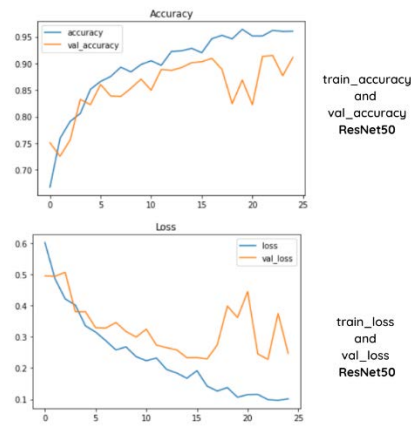 Accuracy
accuracy
val_accuracy
0.95
0.90
0.85
0.80
0.75
0.70
0
5
10
15
20
25
train_accuracy
and
val_accuracy
ResNet50
Loss
loss
val_loss
0.6
0.5
0.4
0.3
0.2
0.1
0
5
10
15
20
25
train_loss
and
val_loss
ResNet50